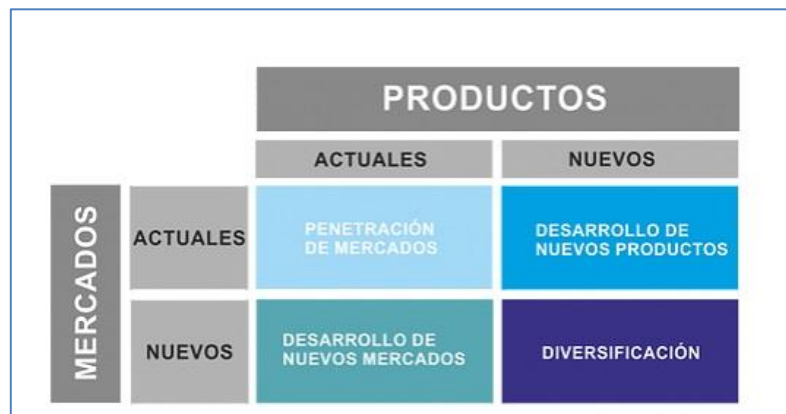 PRODUCTOS
ACTUALES
NUEVOS
MERCADOS
ACTUALES
PENETRACIÓN
DE MERCADOS
DESARROLLO DE
NUEVOS PRODUCTOS
NUEVOS
DESARROLLO DE
NUEVOS MERCADOS
DIVERSIFICACIÓN